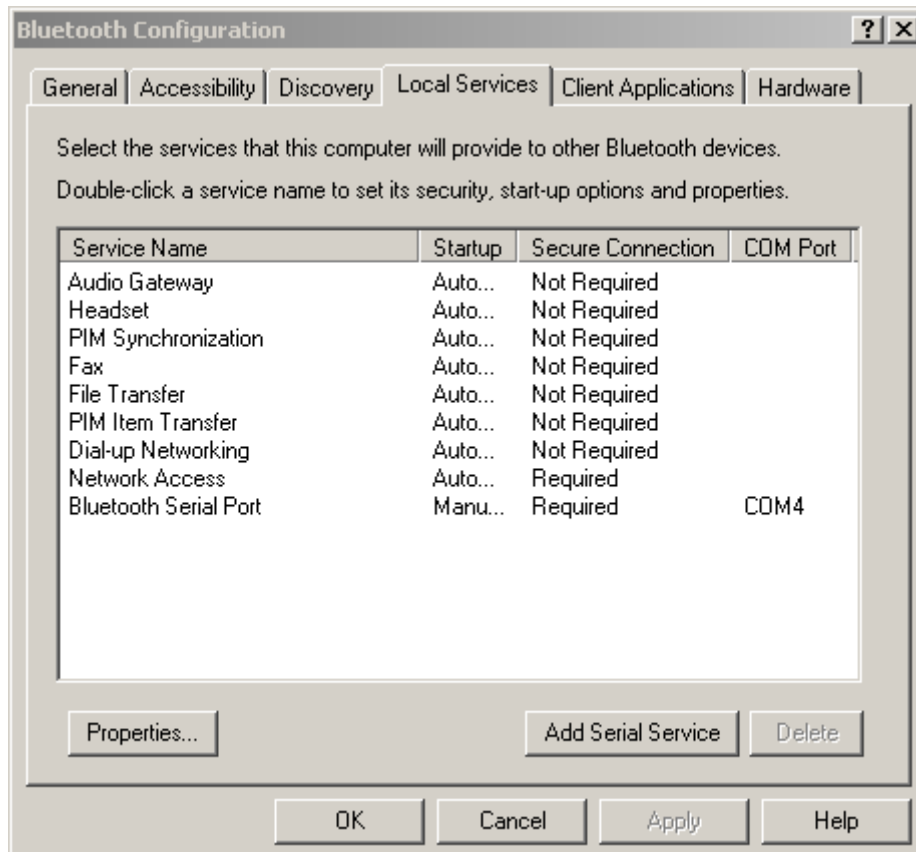 Bluetooth Configuration
General Accessibility Discovery Local Services Client Applications Hardware
Select the services that this computer will provide to other Bluetooth devices.
Double-click a service name to set its security, start-up options and properties.
Service Name Startup Secure Connection COM Port
Audio Gateway Auto... Not Required
Headset Auto... Not Required
PIM Synchronization Auto... Not Required
Fax Auto... Not Required
File Transfer Auto... Not Required
PIM Item Transfer Auto... Not Required
Dial-up Networking Auto... Not Required
Network Access Auto... Required
Bluetooth Serial Port Manu... Required COM4
Properties... Add Serial Service Delete
OK Cancel Apply Help